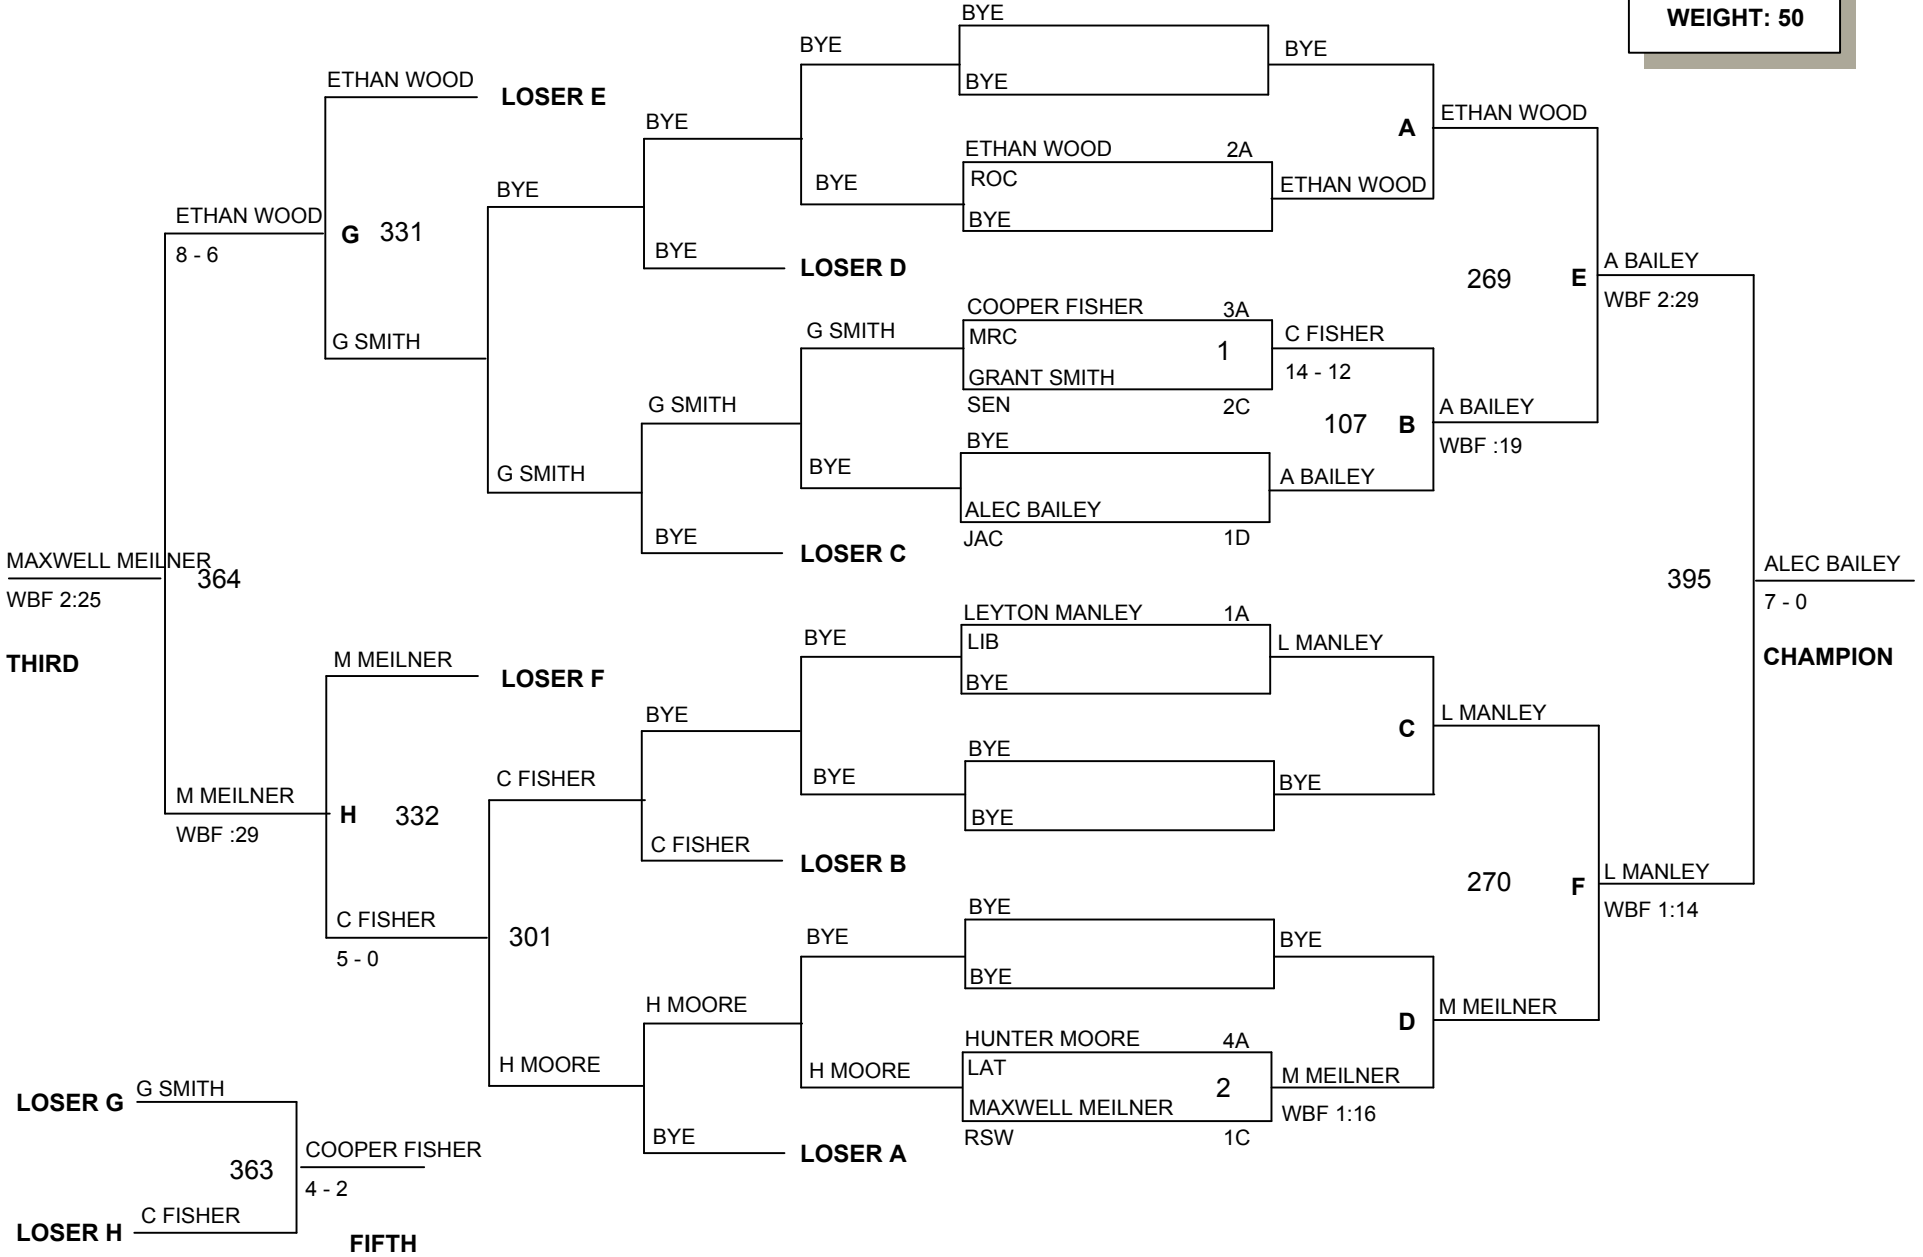 WEIGHT: 50
BYE
BYE
BYE
BYE
ETHAN WOOD
LOSER E
BYE
A
ETHAN WOOD
ETHAN WOOD 2A
BYE
ROC
ETHAN WOOD
BYE
BYE
ETHAN WOOD
G 331
8 - 6
BYE
LOSER D
269
E
A BAILEY
WBF 2:29
COOPER FISHER 3A
G SMITH
MRC
1
C FISHER
G SMITH
GRANT SMITH
14 - 12
G SMITH
SEN 2C
107 B
A BAILEY
WBF :19
BYE
BYE
G SMITH
A BAILEY
ALEC BAILEY
BYE
JAC 1D
LOSER C
MAXWELL MEILNER
364
WBF 2:25
395
ALEC BAILEY
7 - 0
LEYTON MANLEY 1A
BYE
LIB
L MANLEY
THIRD
M MEILNER
LOSER F
BYE
CHAMPION
BYE
C
L MANLEY
BYE
C FISHER
BYE
BYE
M MEILNER
H 332
BYE
WBF :29
C FISHER
LOSER B
270
F
L MANLEY
WBF 1:14
BYE
C FISHER
301
BYE
BYE
5 - 0
BYE
H MOORE
D
M MEILNER
HUNTER MOORE 4A
H MOORE
H MOORE
LAT
2
M MEILNER
LOSER G
G SMITH
MAXWELL MEILNER
WBF 1:16
BYE
RSW 1C
LOSER A
363
COOPER FISHER
4 - 2
LOSER H
C FISHER
FIFTH